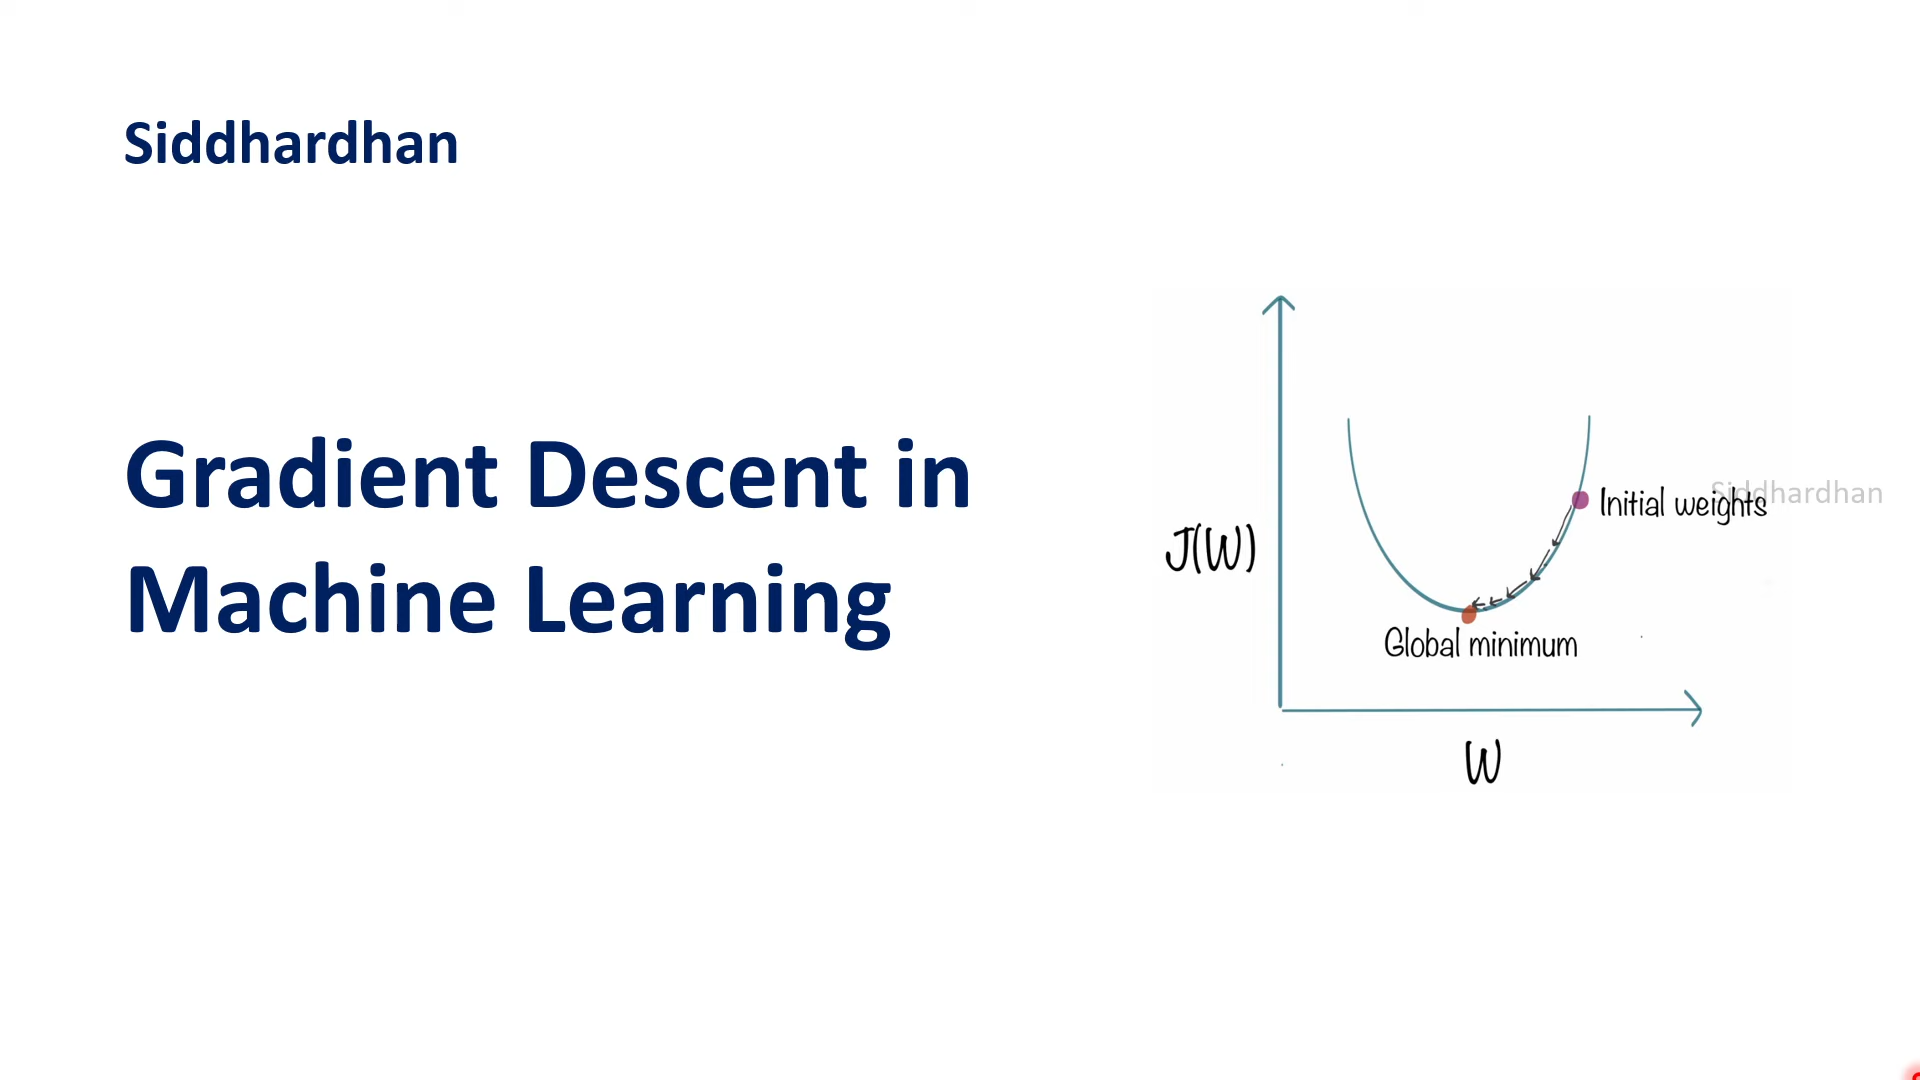 Siddhardhan
Gradient Descent in
Machine Learning
Siddhardhan
Initial weights
J(W)
Global minimum
W